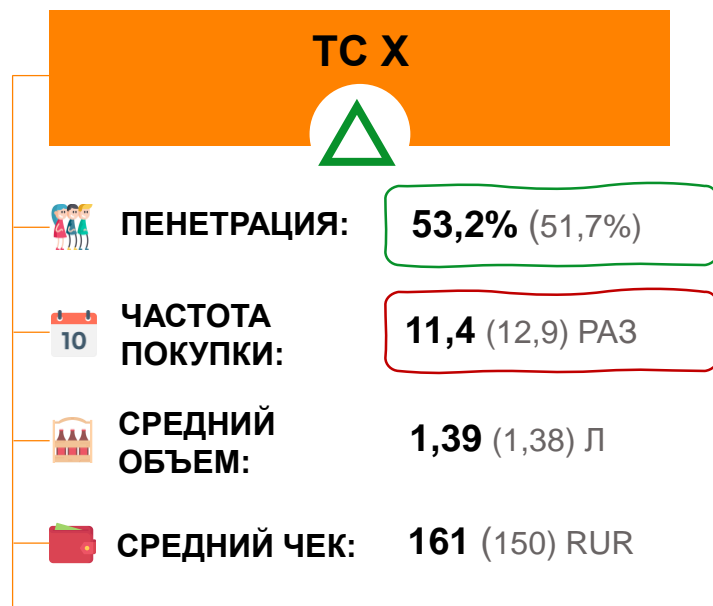 ТС Х
ПЕНЕТРАЦИЯ: 53,2% (51,7%)
10
ЧАСТОТА
ПОКУПКИ:
11,4 (12,9) РАЗ
СРЕДНИЙ
ОБЪЕМ:
1,39 (1,38) Л
СРЕДНИЙ ЧЕК: 161 (150) RUR